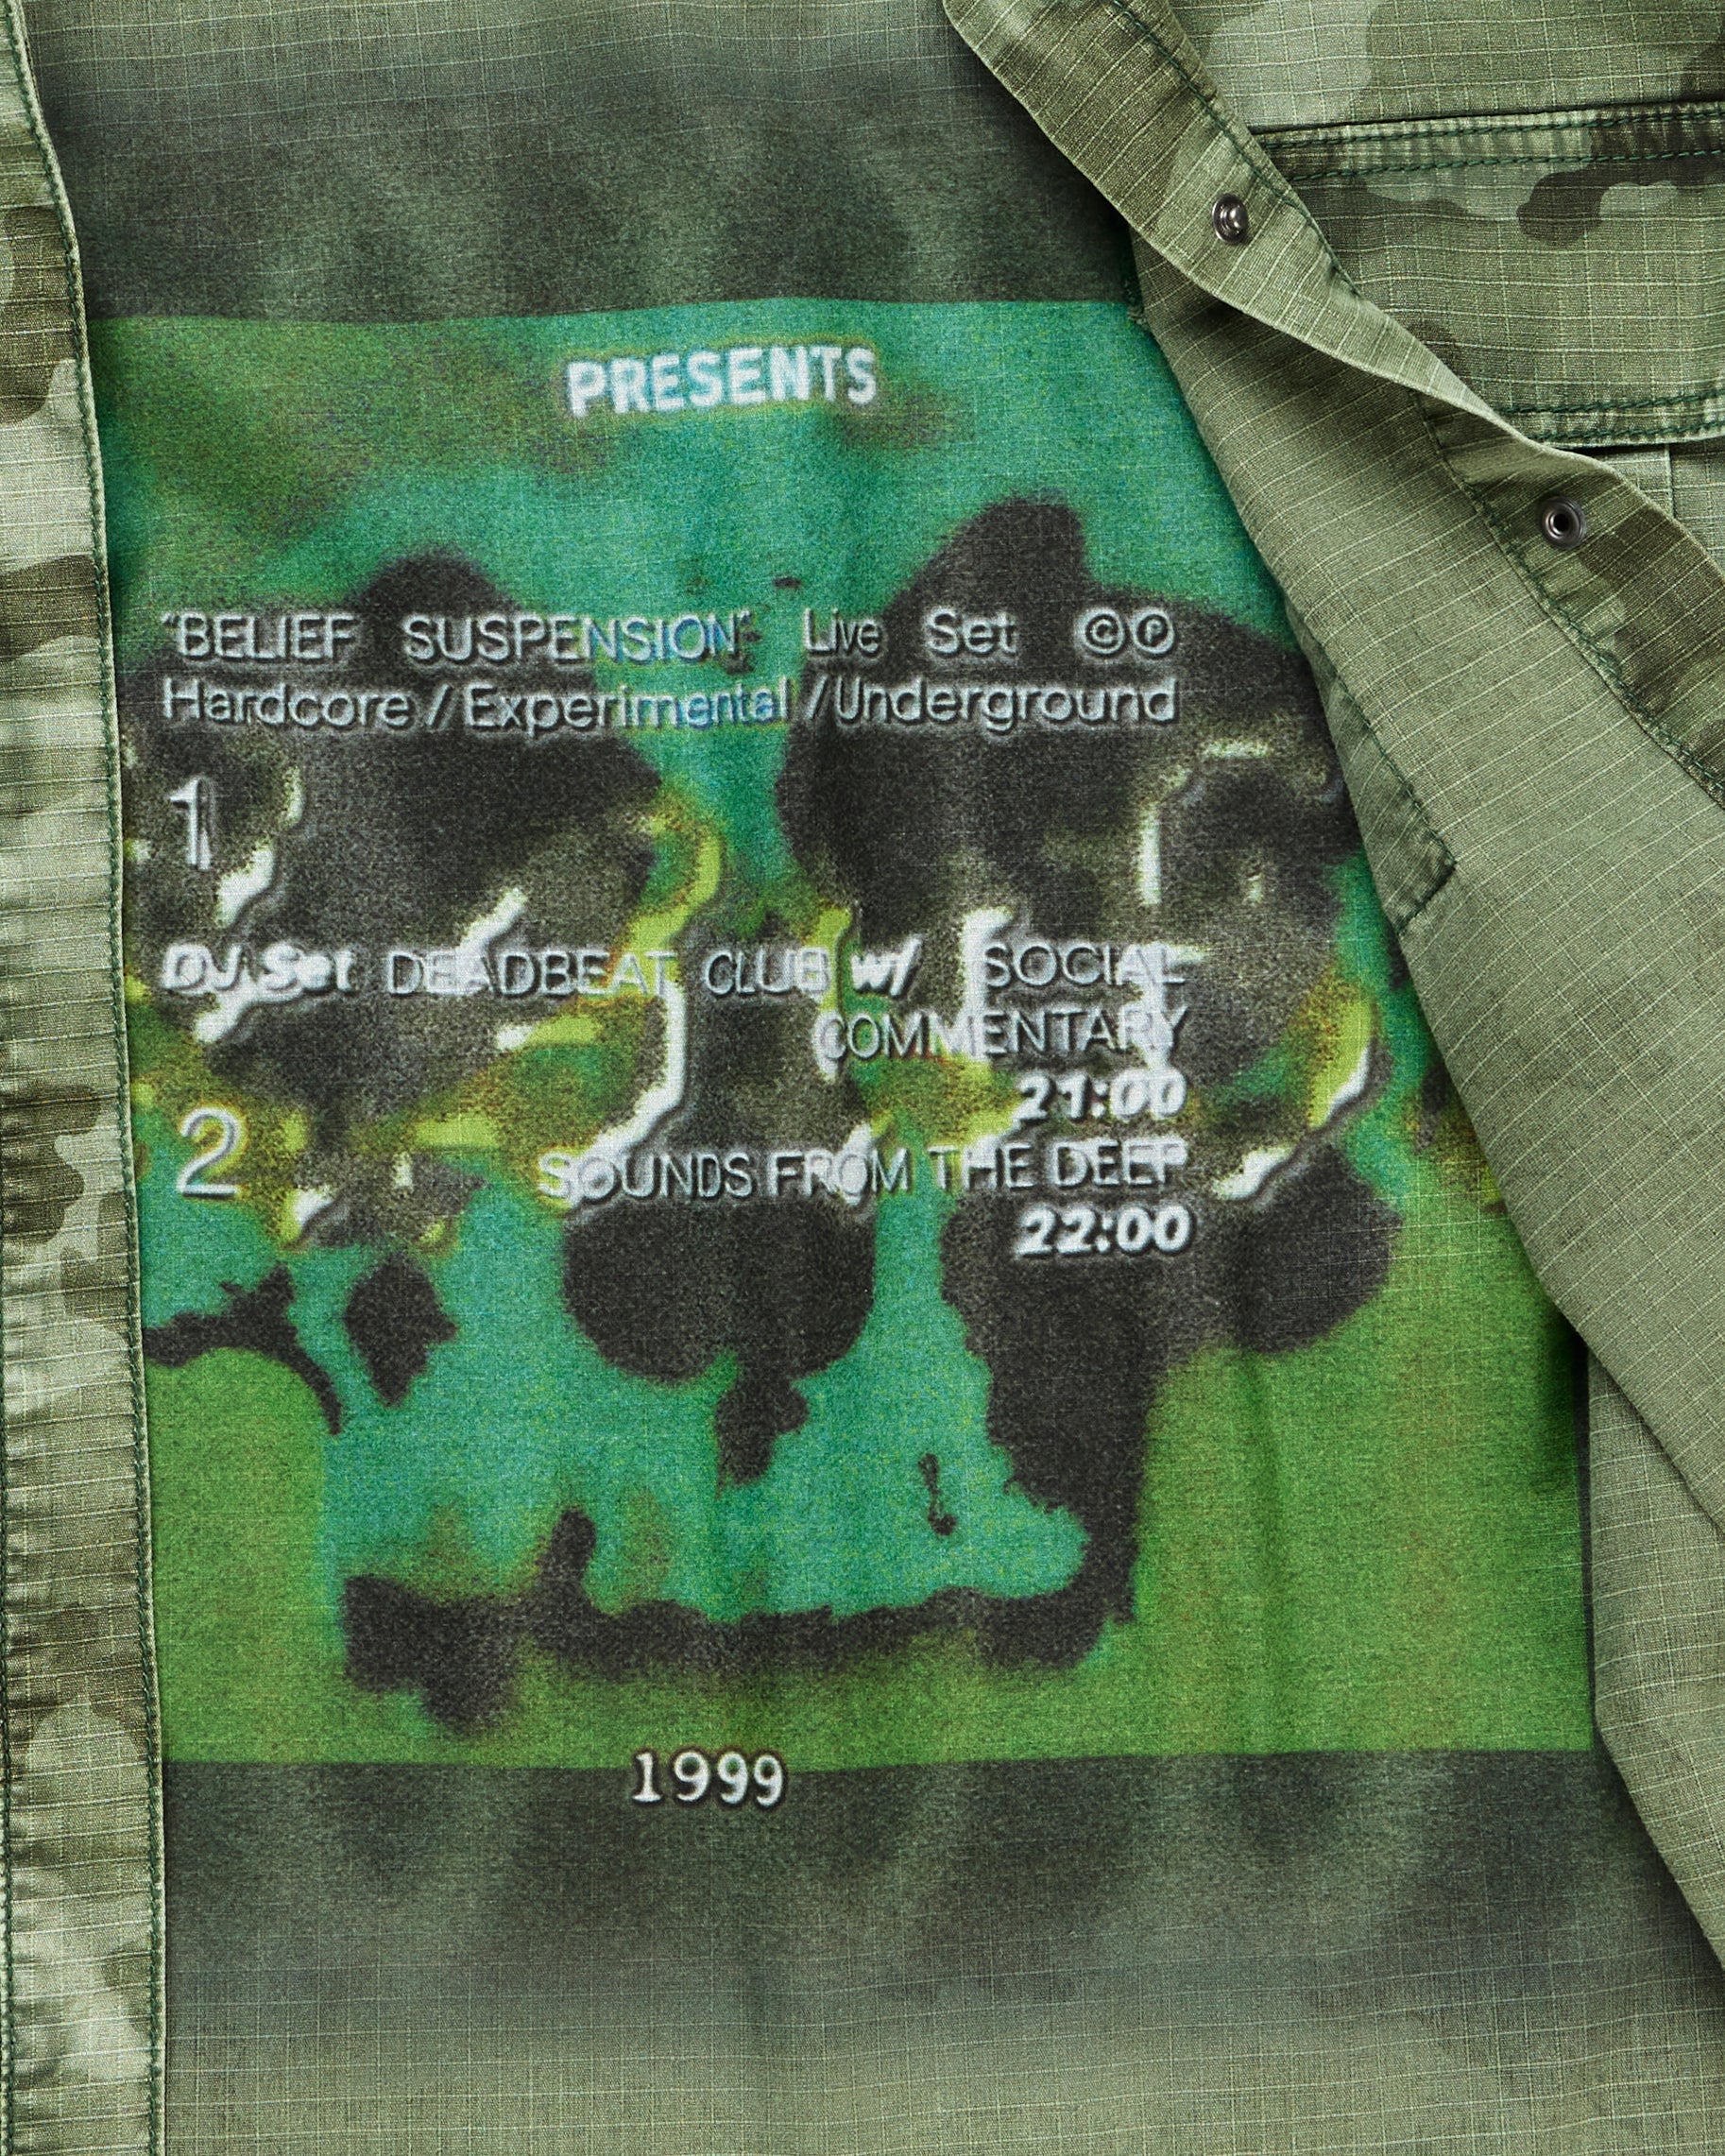 PRESENTS
"BELIEF SUSPENSION" Live Set ©℗
Hardcore / Experimental / Underground
1
DJ Set DEADBEAT CLUB w/ SOCIAL
COMMENTARY
21:00
2
SOUNDS FROM THE DEEP
22:00
1999